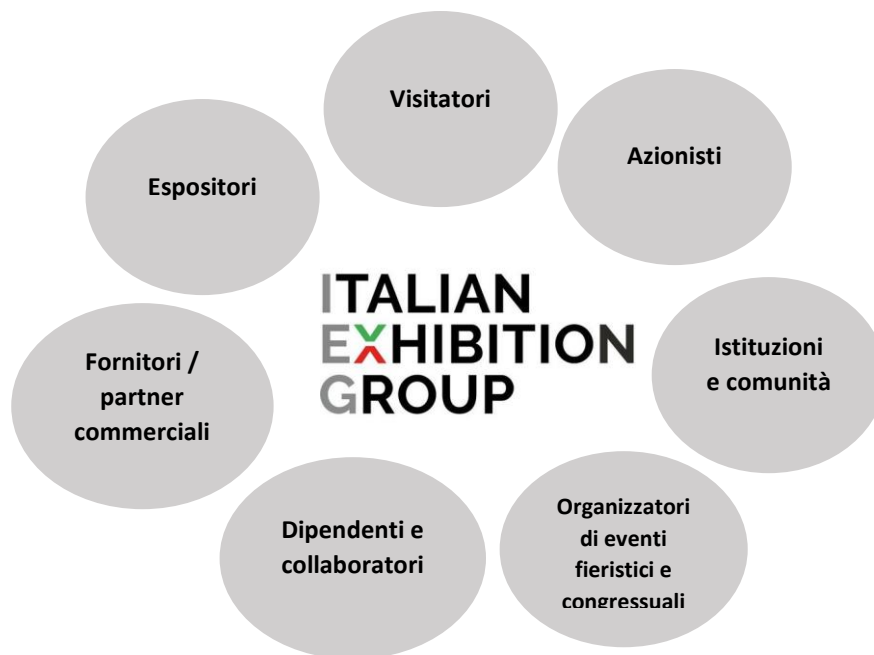 Visitatori
Azionisti
Espositori
ITALIAN
EXHIBITION
GROUP
Istituzioni
e comunità
Fornitori /
partner
commerciali
Dipendenti e
collaboratori
Organizzatori
di eventi
fieristici e
congressuali